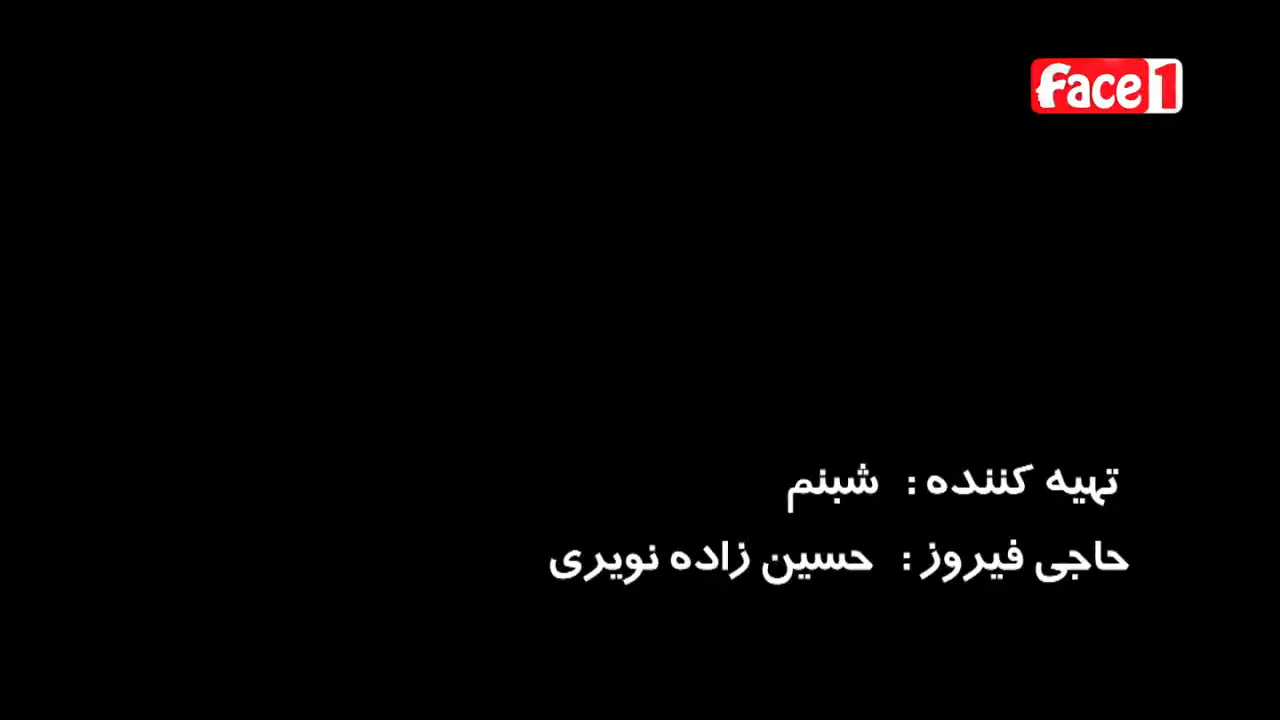 face1
تهیه کننده : شبنم
حاجی فیروز : حسین زاده نویری